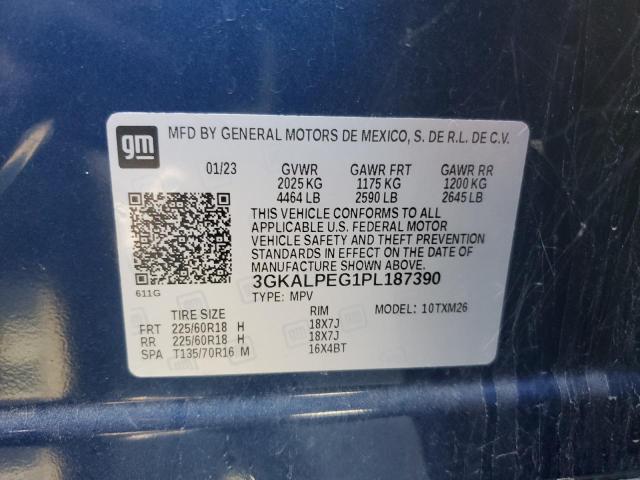 gm
MFD BY GENERAL MOTORS DE MEXICO, S. DE R.L. DE C.V.
01/23 GVWR GAWR FRT GAWR RR
2025 KG 1175 KG 1200 KG
4464 LB 2590 LB 2645 LB
THIS VEHICLE CONFORMS TO ALL
APPLICABLE U.S. FEDERAL MOTOR
VEHICLE SAFETY AND THEFT PREVENTION
STANDARDS IN EFFECT ON THE DATE OF
MANUFACTURE SHOWN ABOVE.
3GKALPEG1PL187390
611G
TYPE: MPV
MODEL: 10TXM26
TIRE SIZE RIM
FRT 225/60R18 H 18X7J
RR 225/60R18 H 18X7J
SPA T135/70R16 M 16X4BT